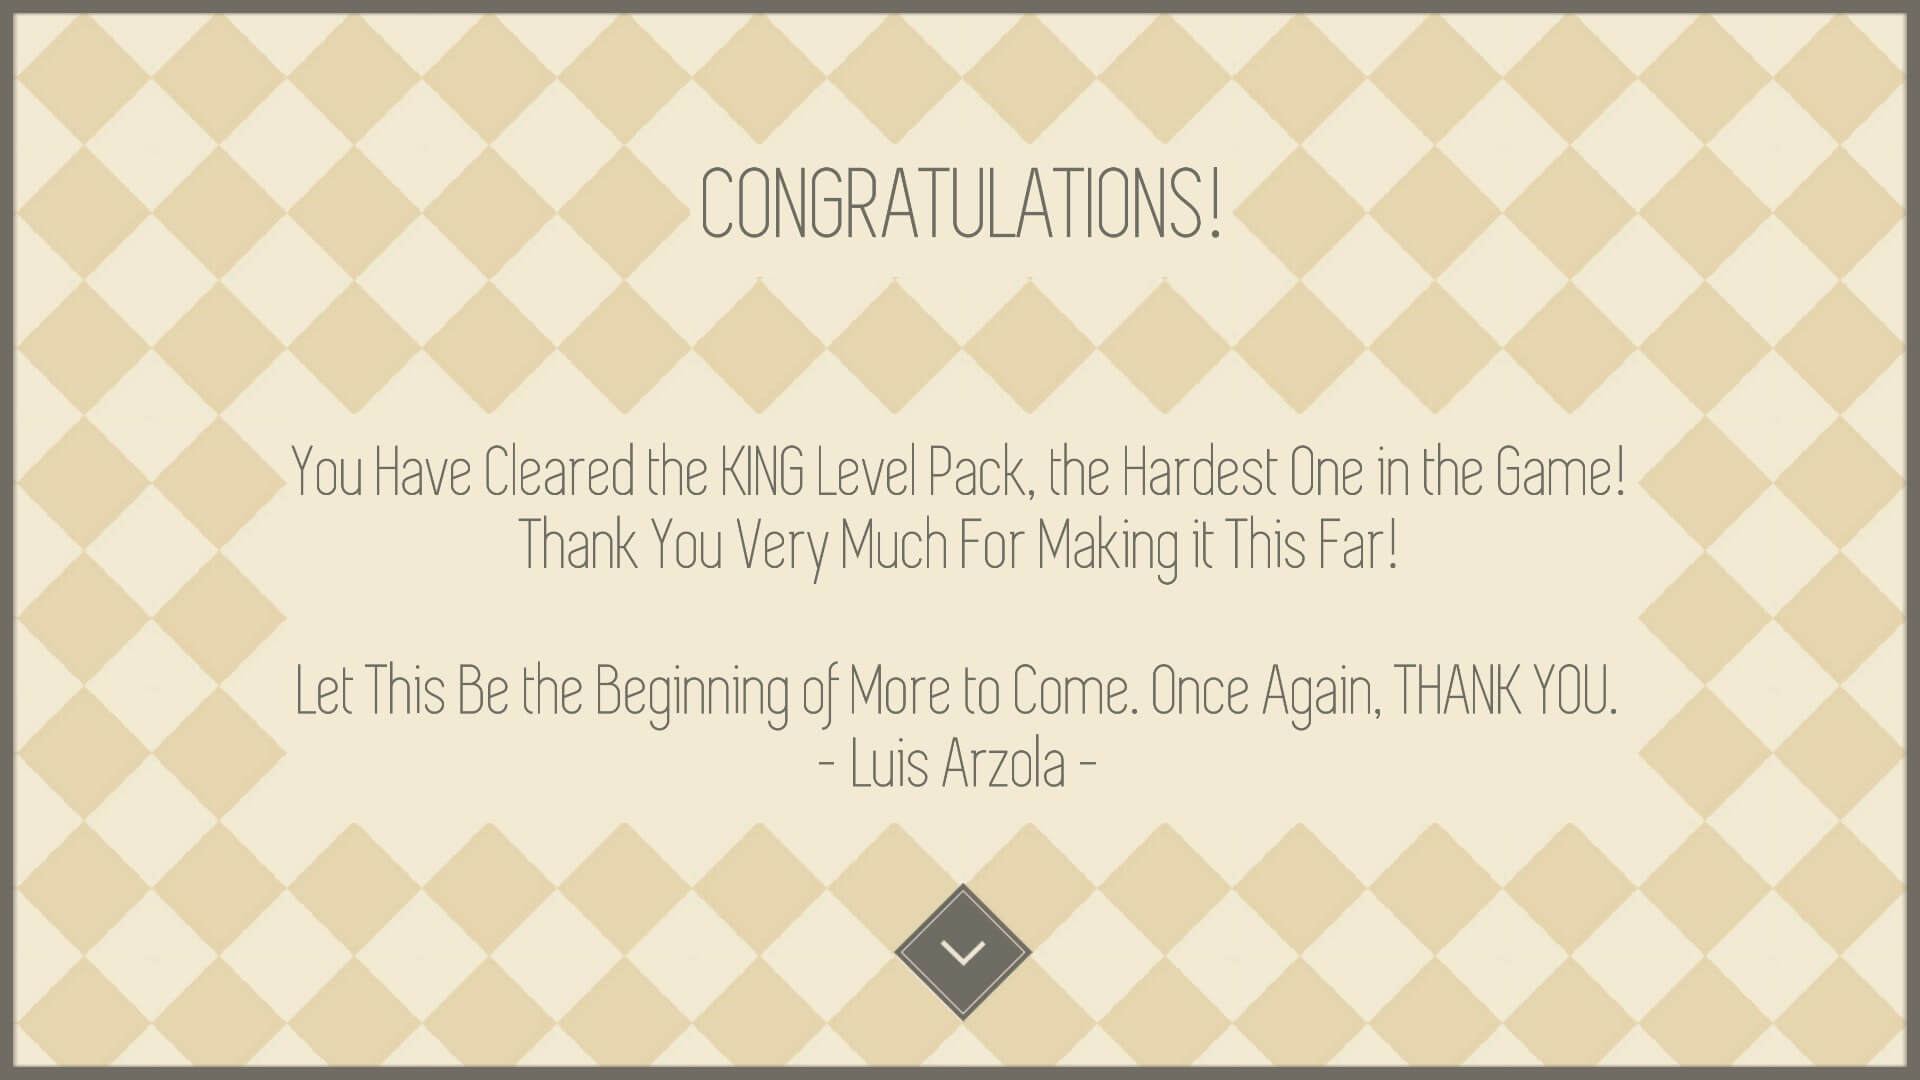 CONGRATULATIONS!
You Have Cleared the KING Level Pack, the Hardest One in the Game!
Thank You Very Much For Making it This Far!
Let This Be the Beginning of More to Come. Once Again, THANK YOU.
- Luis Arzola -